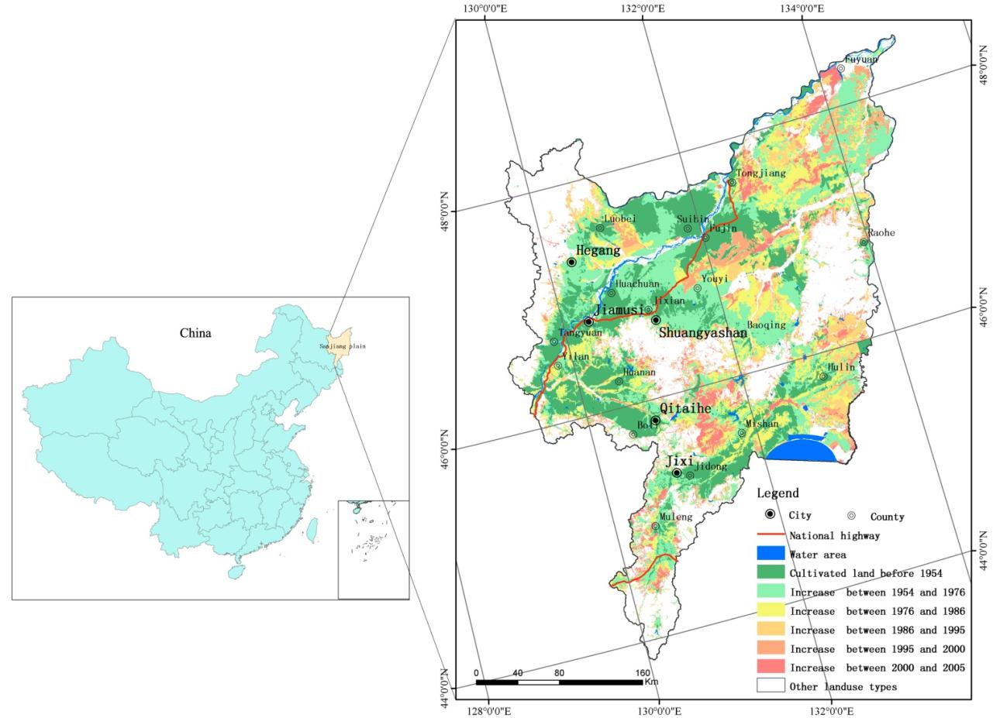 130°0'0"E
132°0'0"E
134°0'0"E
48°0'0"N
46°0'0"N
44°0'0"N
48°0'0"N
46°0'0"N
44°0'0"N
128°0'0"E
130°0'0"E
132°0'0"E
China
Sanjiang plain
Fuyuan
Tongjiang
Luobei
Suibin
Fujin
Raohe
Hegang
Huachuan
Youyi
Jixian
Jiamusi
Shuangyashan
Baoqing
Tangyuan
Yilan
Huanan
Hulin
Qitaihe
Boli
Mishan
Jixi
Jidong
Muleng
Legend
City
County
National highway
Water area
Cultivated land before 1954
Increase between 1954 and 1976
Increase between 1976 and 1986
Increase between 1986 and 1995
Increase between 1995 and 2000
Increase between 2000 and 2005
Other landuse types
0 40 80 160
Km